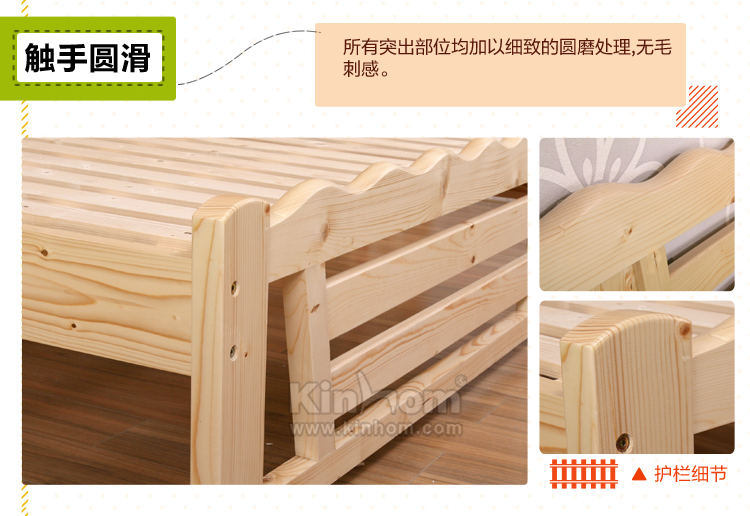 触手圆滑
所有突出部位均加以细致的圆磨处理,无毛
刺感。
Kinhom®
www.kinhom.com
▲ 护栏细节